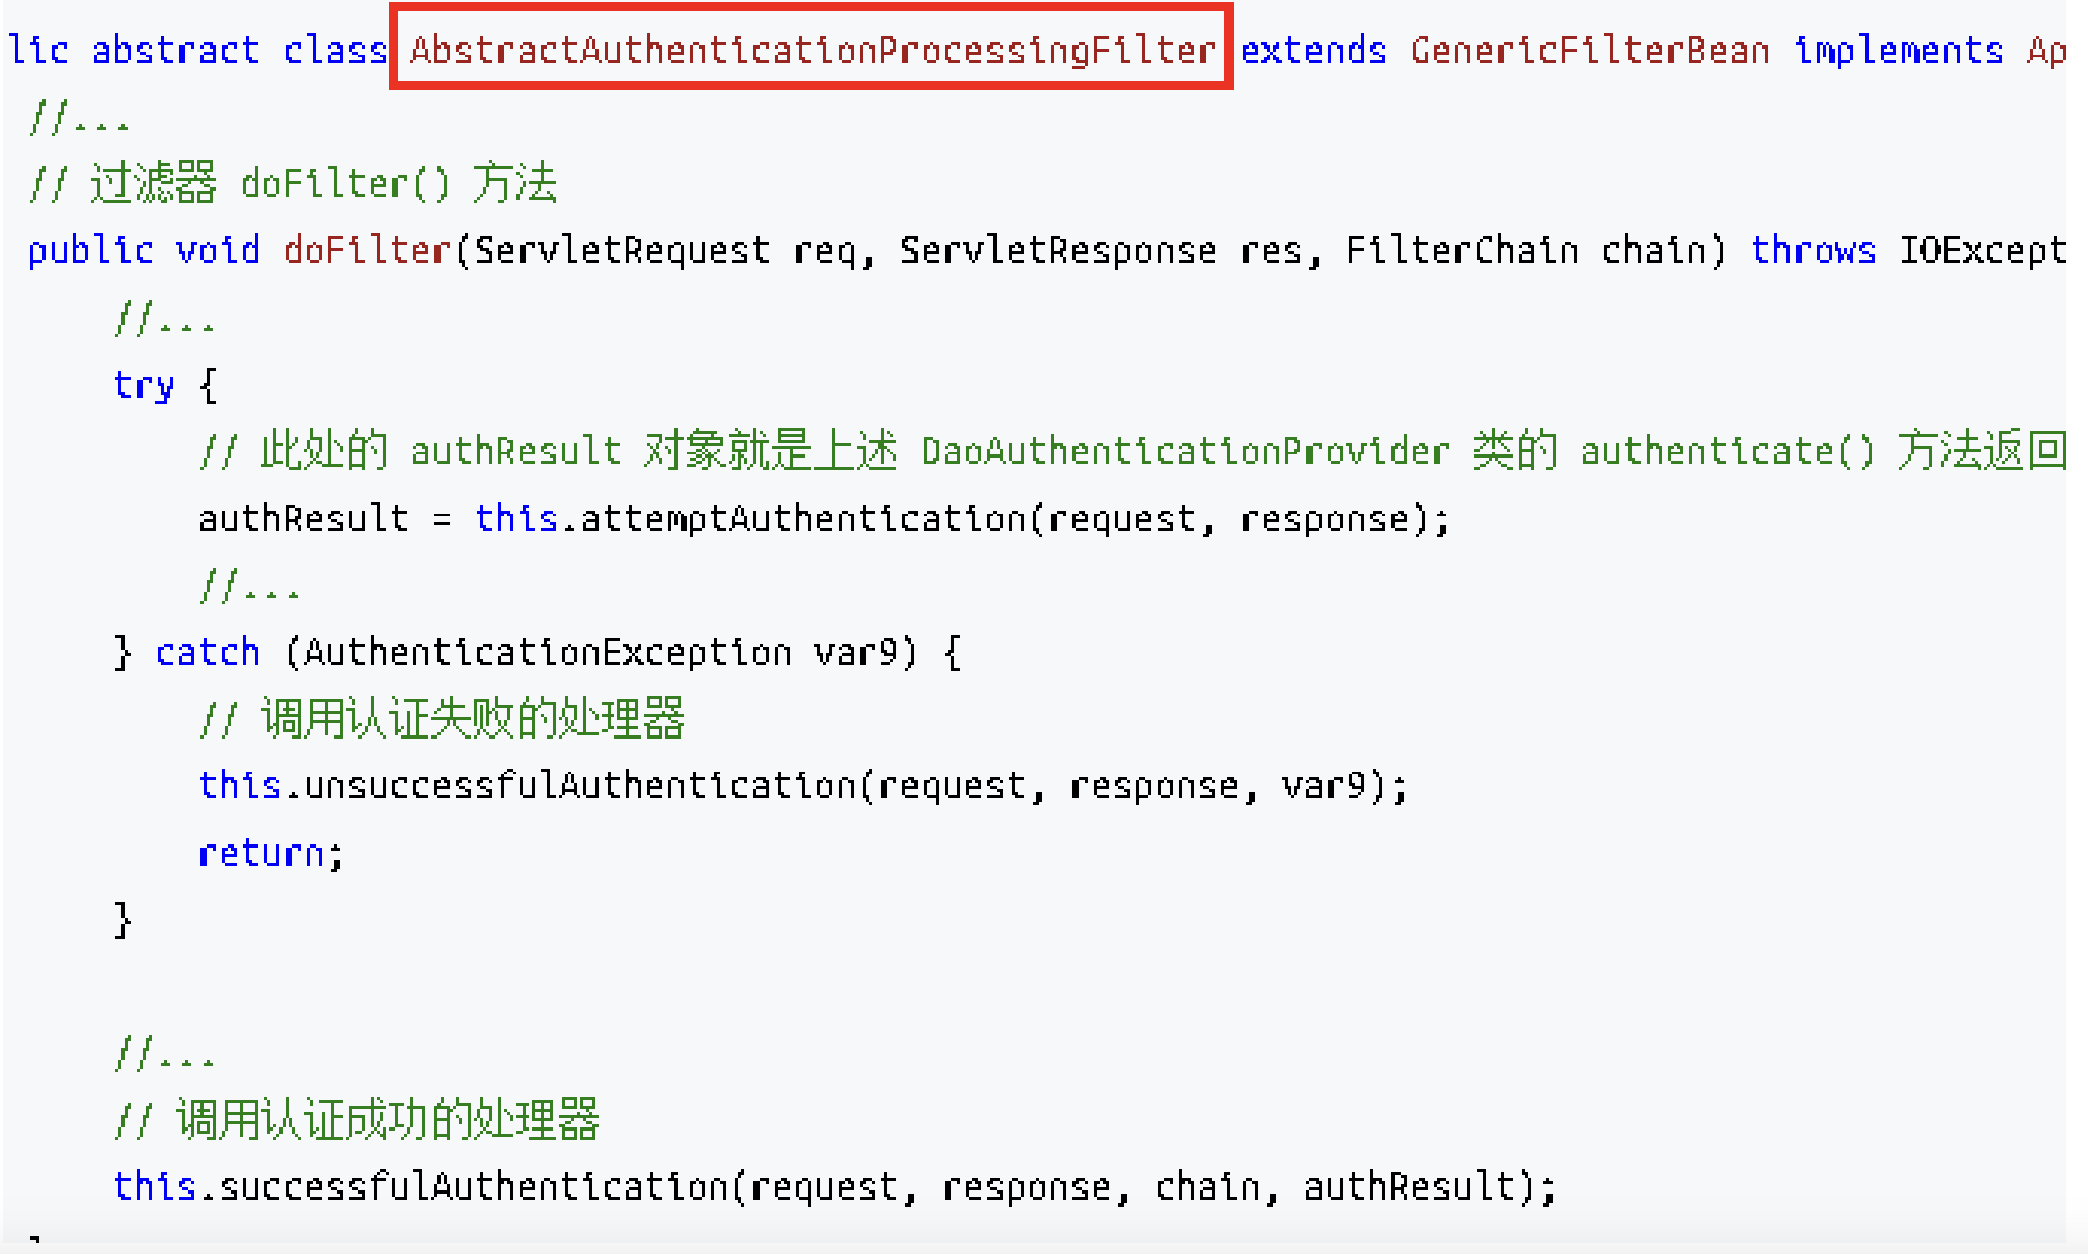 lic abstract class AbstractAuthenticationProcessingFilter extends GenericFilterBean implements Ap
//...
// 过滤器 doFilter() 方法
public void doFilter(ServletRequest req, ServletResponse res, FilterChain chain) throws IOExcept
//...
try {
// 此处的 authResult 对象就是上述 DaoAuthenticationProvider 类的 authenticate() 方法返回
authResult = this.attemptAuthentication(request, response);
//...
} catch (AuthenticationException var9) {
// 调用认证失败的处理器
this.unsuccessfulAuthentication(request, response, var9);
return;
}
//...
// 调用认证成功的处理器
this.successfulAuthentication(request, response, chain, authResult);